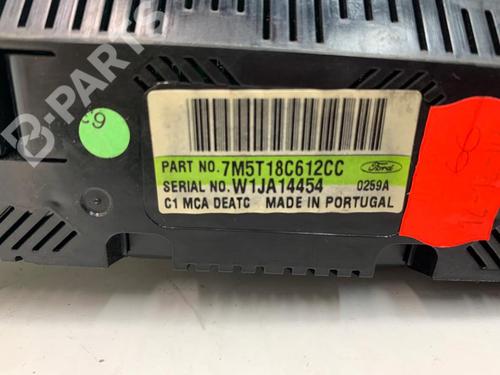 B-PARTS
PART NO. 7M5T18C612CC
Ford
SERIAL NO. W1JA14454 0259A
C1 MCA DEATC MADE IN PORTUGAL